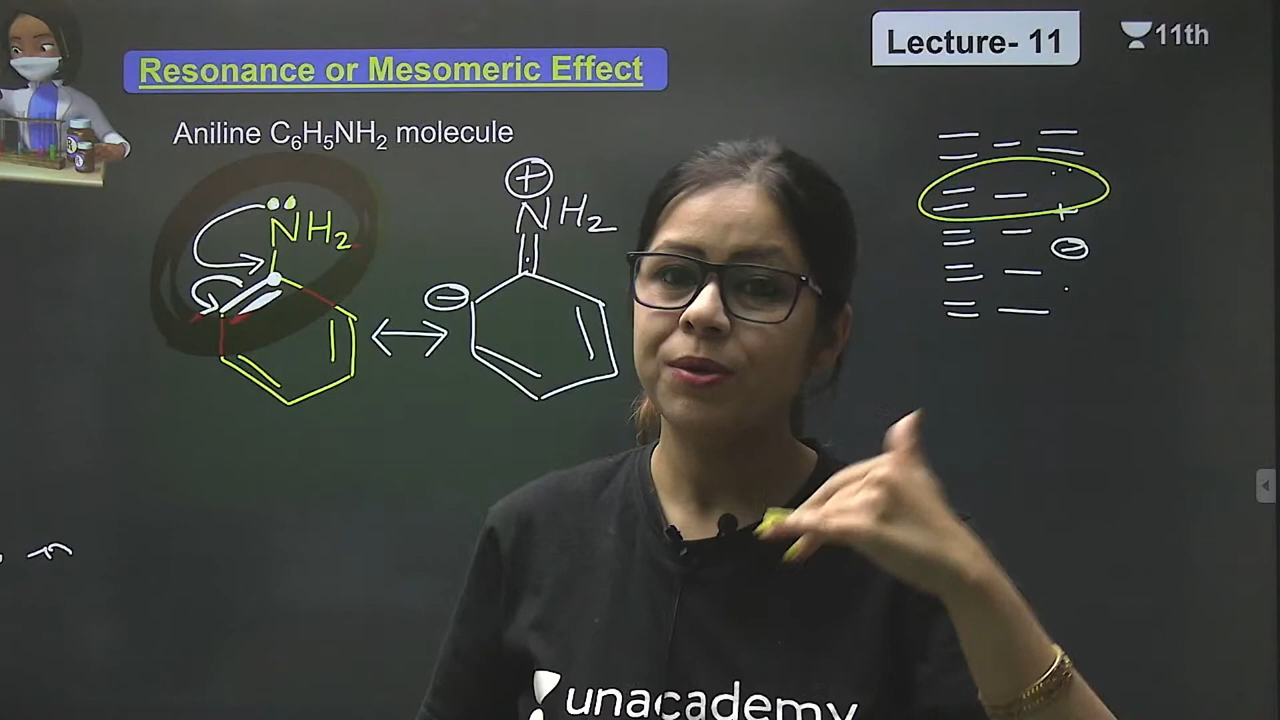 Lecture- 11
11th
Resonance or Mesomeric Effect
Aniline C₆H₅NH₂ molecule
NH₂
⊕
NH₂
⊖
⊖
unacademy